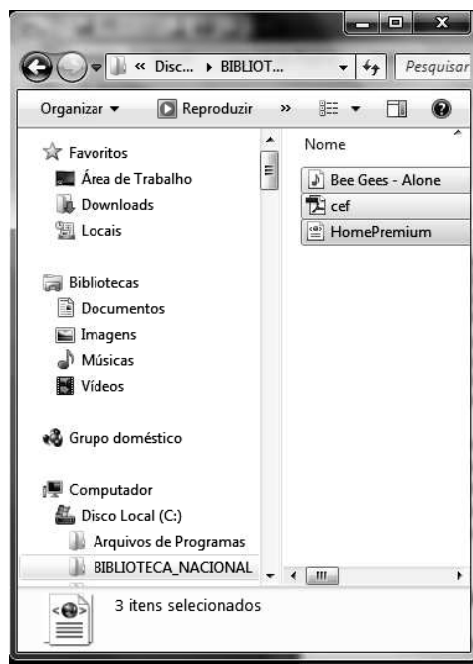 « Disc... ▸ BIBLIOT...
Pesquisar
Organizar
Reproduzir
»
Favoritos
Área de Trabalho
Downloads
Locais
Bibliotecas
Documentos
Imagens
Músicas
Vídeos
Grupo doméstico
Computador
Disco Local (C:)
Arquivos de Programas
BIBLIOTECA_NACIONAL
Nome
Bee Gees - Alone
cef
HomePremium
3 itens selecionados